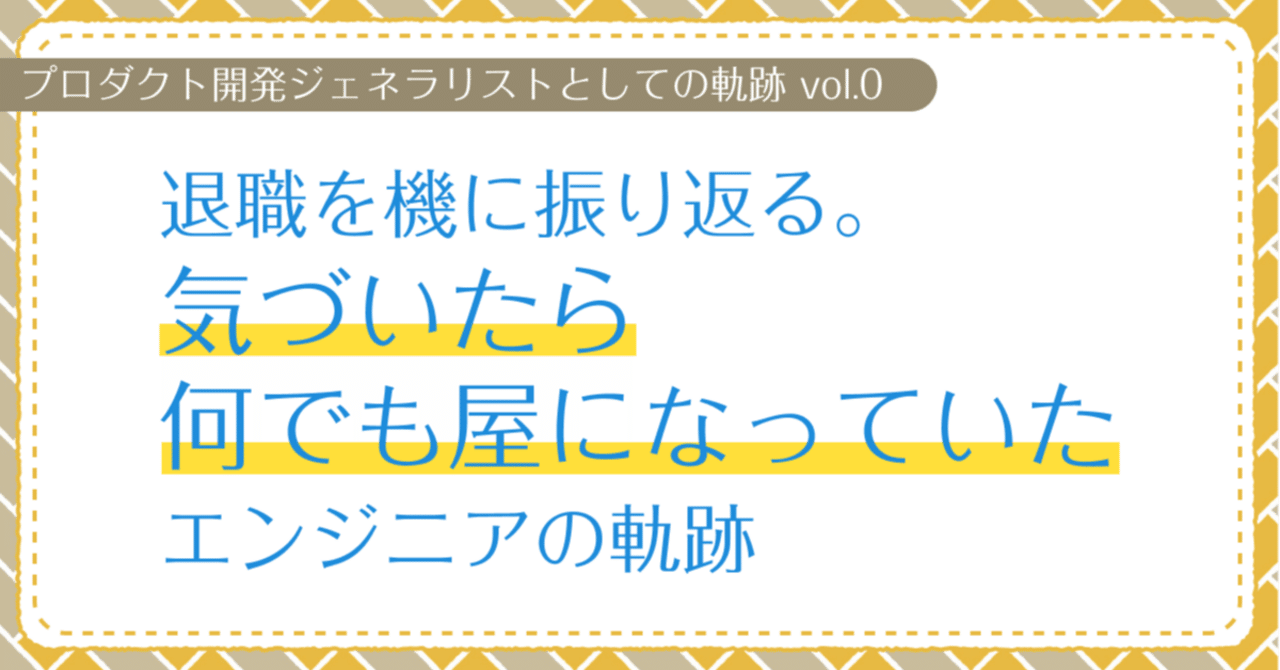 プロダクト開発ジェネラリストとしての軌跡 vol.0
退職を機に振り返る。
気づいたら
何でも屋になっていた
エンジニアの軌跡